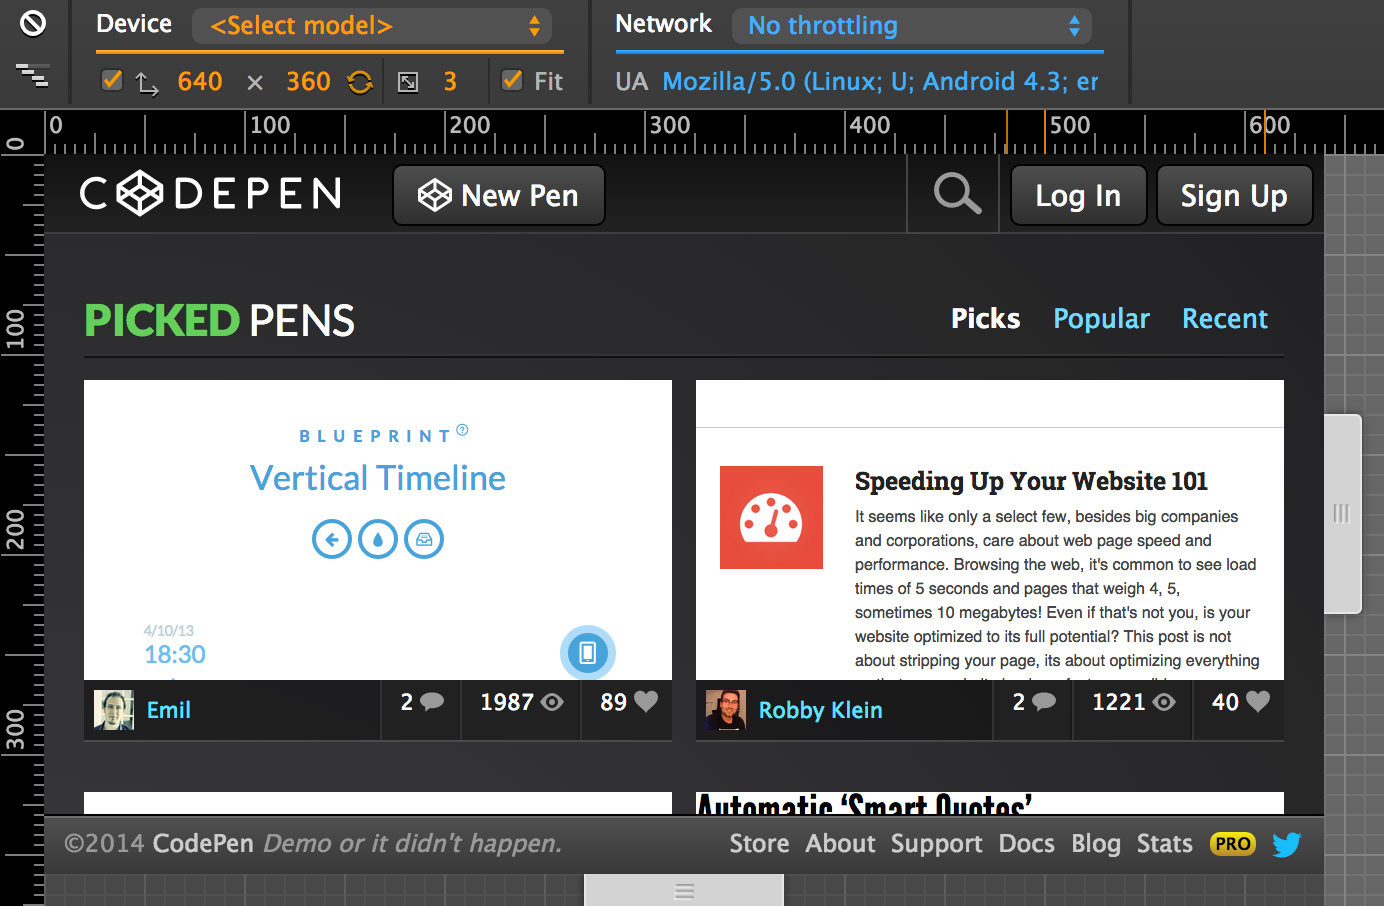 Device <Select model> Network No throttling
640 × 360 3 Fit UA Mozilla/5.0 (Linux; U; Android 4.3; er
0 100 200 300 400 500 600
0
100
200
300
CODEPEN New Pen Log In Sign Up
PICKED PENS Picks Popular Recent
BLUEPRINT ?
Vertical Timeline
4/10/13
18:30
Speeding Up Your Website 101
It seems like only a select few, besides big companies
and corporations, care about web page speed and
performance. Browsing the web, it's common to see load
times of 5 seconds and pages that weigh 4, 5,
sometimes 10 megabytes! Even if that's not you, is your
website optimized to its full potential? This post is not
about stripping your page, its about optimizing everything
Emil 2 1987 89
Robby Klein 2 1221 40
Automatic ‘Smart Quotes’
©2014 CodePen Demo or it didn't happen. Store About Support Docs Blog Stats PRO